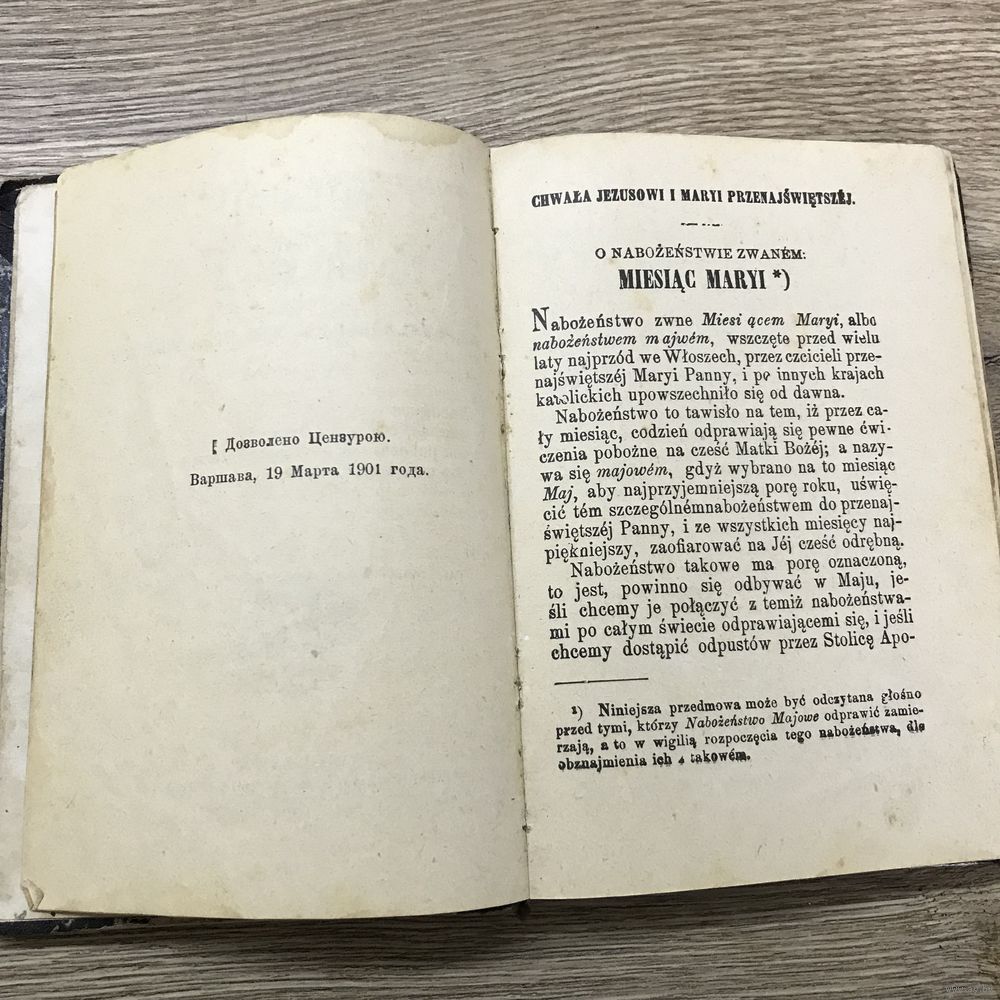 Дозволено Цензурою.
Варшава, 19 Марта 1901 года.
CHWAŁA JEZUSOWI I MARYI PRZENAJŚWIĘTSZÉJ.
O NABOŻEŃSTWIE ZWANÉM:
MIESIĄC MARYI *)
Nabożeństwo zwne Miesi ącem Maryi, albo
nabożeństwem m ajwém, wszczęte przed wielu
laty najprzód we Włoszech, przez czcicieli prze-
najświętszéj Maryi Panny, i po innych krajach
katolickich upowszechniło się od dawna.
Nabożeństwo to tawisło na tem, iż przez ca-
ły miesiąc, codzień odprawiają się pewne ćwi-
czenia pobożne na cześć Matki Bożéj; a nazy-
wa się majowém, gdyż wybrano na to miesiąc
Maj, aby najprzyjemniejszą porę roku, uświę-
cić tém szczególnémnabożeństwem do przenaj-
świętszéj Panny, i ze wszystkich miesięcy naj-
piękniejszy, zaofiarować na Jéj cześć odrębną.
Nabożeństwo takowe ma porę oznaczoną,
to jest, powinno się odbywać w Maju, je-
śli chcemy je połączyć z temiż nabożeństwa-
mi po całym świecie odprawiającemi się, i jeśli
chcemy dostąpić odpustów przez Stolicę Apo-
¹) Niniejsza przedmowa może być odczytana głośno
przed tymi, którzy Nabożeństwo Majowe odprawić zamie-
rzają, a to w wigilią rozpoczęcia tego nabożeństwa, dla
obznajmienia ich z takowém.
www.ay.by